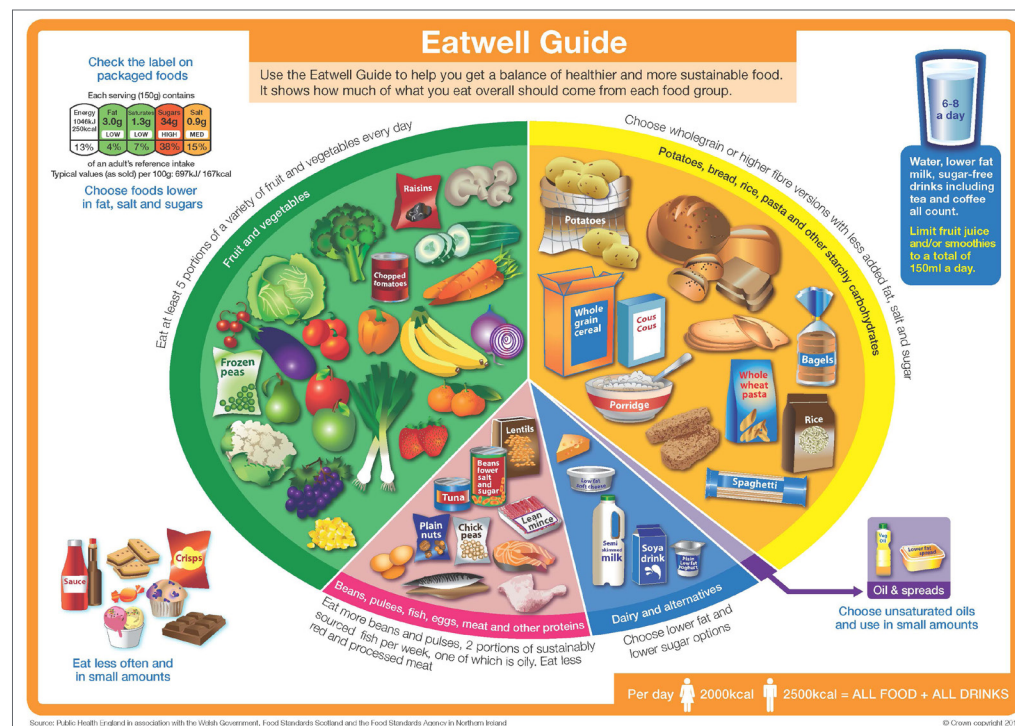 Eatwell Guide
Use the Eatwell Guide to help you get a balance of healthier and more sustainable food.
It shows how much of what you eat overall should come from each food group.
Check the label on
packaged foods
Each serving (150g) contains
Energy
1046kJ
250kcal
13%
Fat
3.0g
LOW
4%
Saturates
1.3g
LOW
7%
Sugars
34g
HIGH
38%
Salt
0.9g
MED
15%
of an adult's reference intake
Typical values (as sold) per 100g: 697kJ/ 167kcal
Choose foods lower
in fat, salt and sugars
6-8
a day
Water, lower fat
milk, sugar-free
drinks including
tea and coffee
all count.
Limit fruit juice
and/or smoothies
to a total of
150ml a day.
Eat at least 5 portions of a variety of fruit and vegetables every day
Fruit and vegetables
Raisins
Chopped
tomatoes
Frozen
peas
Choose wholegrain or higher fibre versions with less added fat, salt and sugar
Potatoes, bread, rice, pasta and other starchy carbohydrates
Potatoes
Whole
grain
cereal
Cous
Cous
Bagels
Whole
wheat
pasta
Porridge
Rice
Spaghetti
Lentils
Beans
lower
salt
and
sugar
Tuna
Lean
mince
Plain
nuts
Chick
peas
Beans, pulses, fish, eggs, meat and other proteins
Eat more beans and pulses, 2 portions of sustainably
sourced fish per week, one of which is oily. Eat less
red and processed meat
Low fat
soft cheese
Semi
skimmed
milk
Soya
drink
Plain
Low fat
yoghurt
Dairy and alternatives
Choose lower fat and
lower sugar options
Veg
Oil
Lower fat
spread
Oil & spreads
Choose unsaturated oils
and use in small amounts
Sauce
Crisps
Eat less often and
in small amounts
Per day 2000kcal 2500kcal = ALL FOOD + ALL DRINKS
Source: Public Health England in association with the Welsh Government, Food Standards Scotland and the Food Standards Agency in Northern Ireland
© Crown copyright